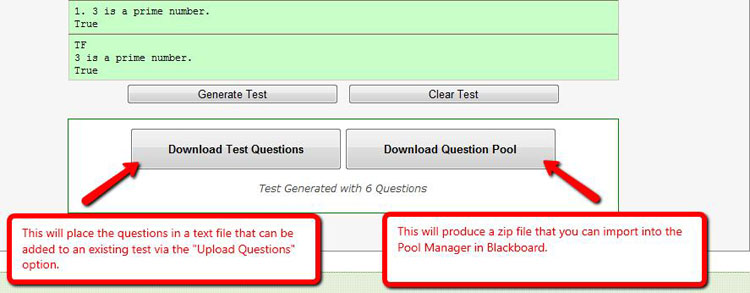 1. 3 is a prime number.
True
TF
3 is a prime number.
True
Generate Test
Clear Test
Download Test Questions
Download Question Pool
Test Generated with 6 Questions
This will place the questions in a text file that can be
added to an existing test via the "Upload Questions"
option.
This will produce a zip file that you can import into the
Pool Manager in Blackboard.